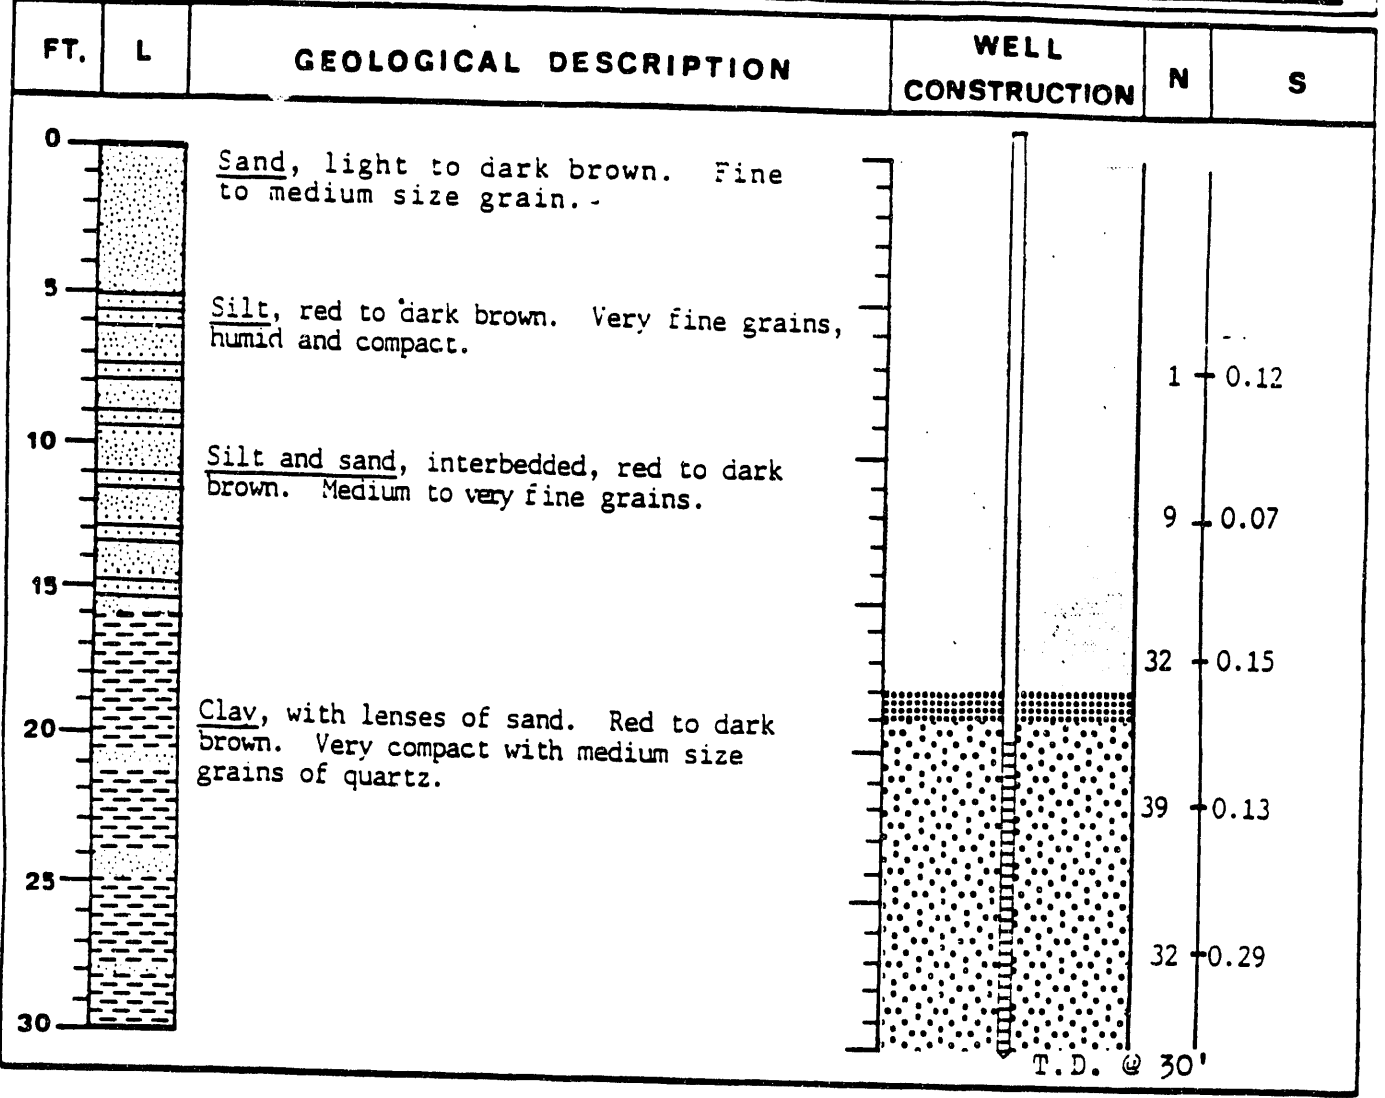 FT. L GEOLOGICAL DESCRIPTION WELL CONSTRUCTION N S
0
Sand, light to dark brown. Fine
to medium size grain.-
5
Silt, red to dark brown. Very fine grains,
humid and compact.
1 0.12
10
Silt and sand, interbedded, red to dark
brown. Medium to very fine grains.
9 0.07
15
32 0.15
20
Clay, with lenses of sand. Red to dark
brown. Very compact with medium size
grains of quartz.
39 0.13
25
32 0.29
30
T.D. @ 30'